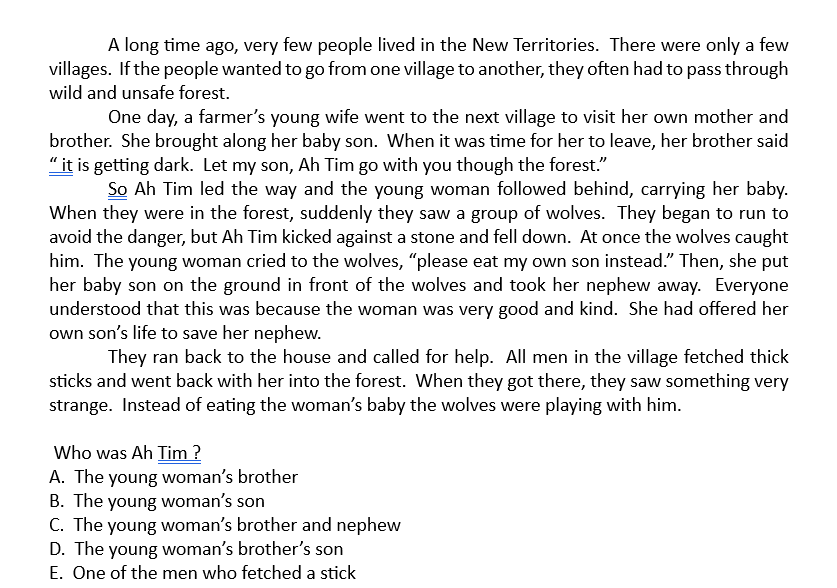 A long time ago, very few people lived in the New Territories. There were only a few
villages. If the people wanted to go from one village to another, they often had to pass through
wild and unsafe forest.
One day, a farmer's young wife went to the next village to visit her own mother and
brother. She brought along her baby son. When it was time for her to leave, her brother said
" it is getting dark. Let my son, Ah Tim go with you though the forest."
So Ah Tim led the way and the young woman followed behind, carrying her baby.
When they were in the forest, suddenly they saw a group of wolves. They began to run to
avoid the danger, but Ah Tim kicked against a stone and fell down. At once the wolves caught
him. The young woman cried to the wolves, "please eat my own son instead." Then, she put
her baby son on the ground in front of the wolves and took her nephew away. Everyone
understood that this was because the woman was very good and kind. She had offered her
own son's life to save her nephew.
They ran back to the house and called for help. All men in the village fetched thick
sticks and went back with her into the forest. When they got there, they saw something very
strange. Instead of eating the woman's baby the wolves were playing with him.
Who was Ah Tim ?
A. The young woman's brother
B. The young woman's son
C. The young woman's brother and nephew
D. The young woman's brother's son
E. One of the men who fetched a stick